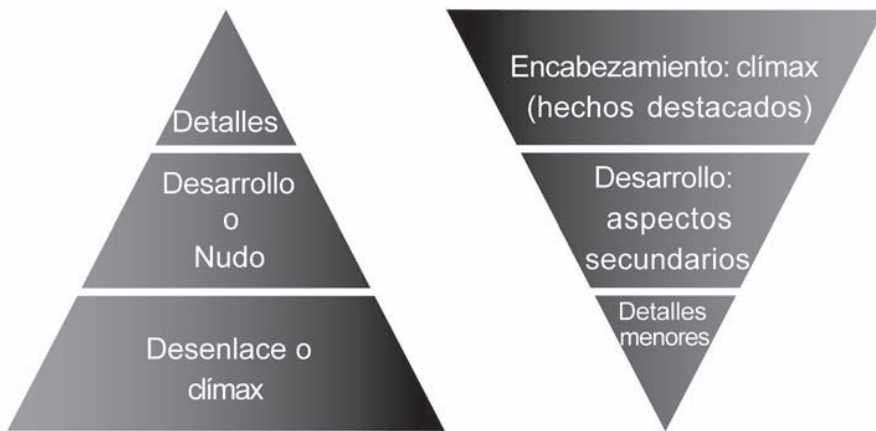 Detalles
Desarrollo
o
Nudo
Desenlace o
clímax
Encabezamiento: clímax
(hechos destacados)
Desarrollo:
aspectos
secundarios
Detalles
menores